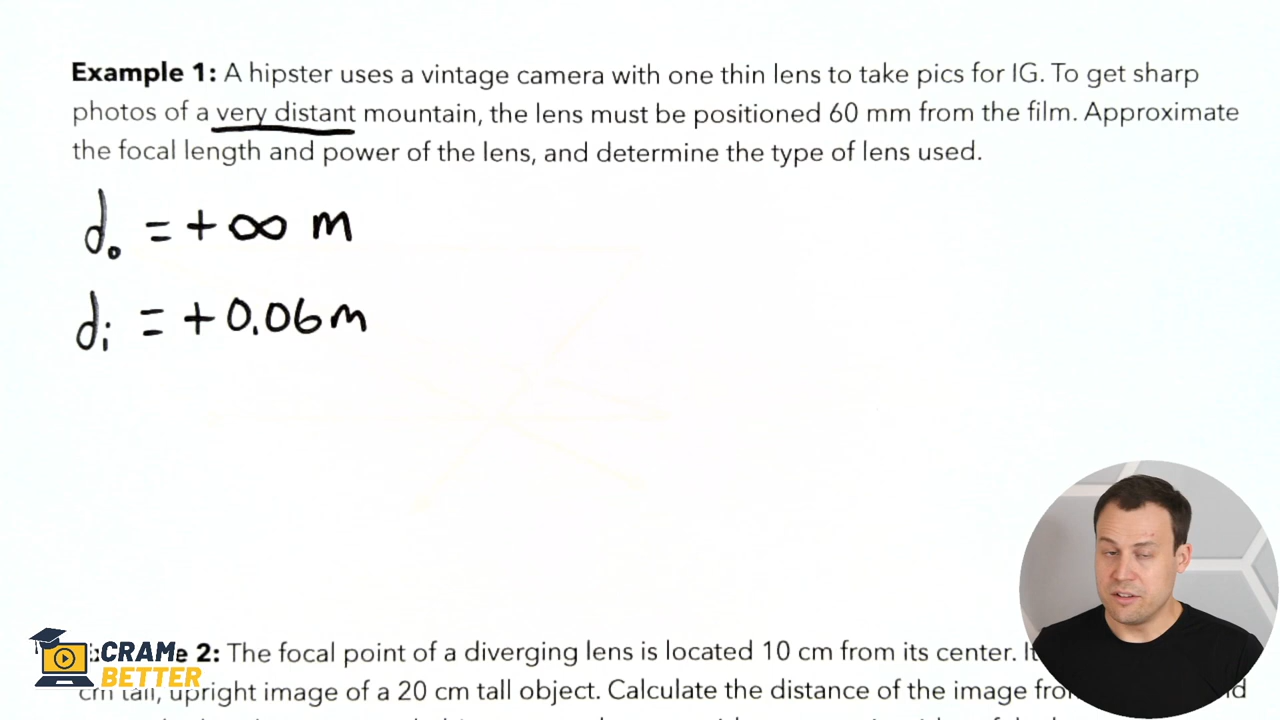 Example 1: A hipster uses a vintage camera with one thin lens to take pics for IG. To get sharp
photos of a very distant mountain, the lens must be positioned 60 mm from the film. Approximate
the focal length and power of the lens, and determine the type of lens used.
d₀ = +∞ m
dᵢ = +0.06m
2: The focal point of a diverging lens is located 10 cm from its center.
cm tall, upright image of a 20 cm tall object. Calculate the distance of the image
CRAM
BETTER